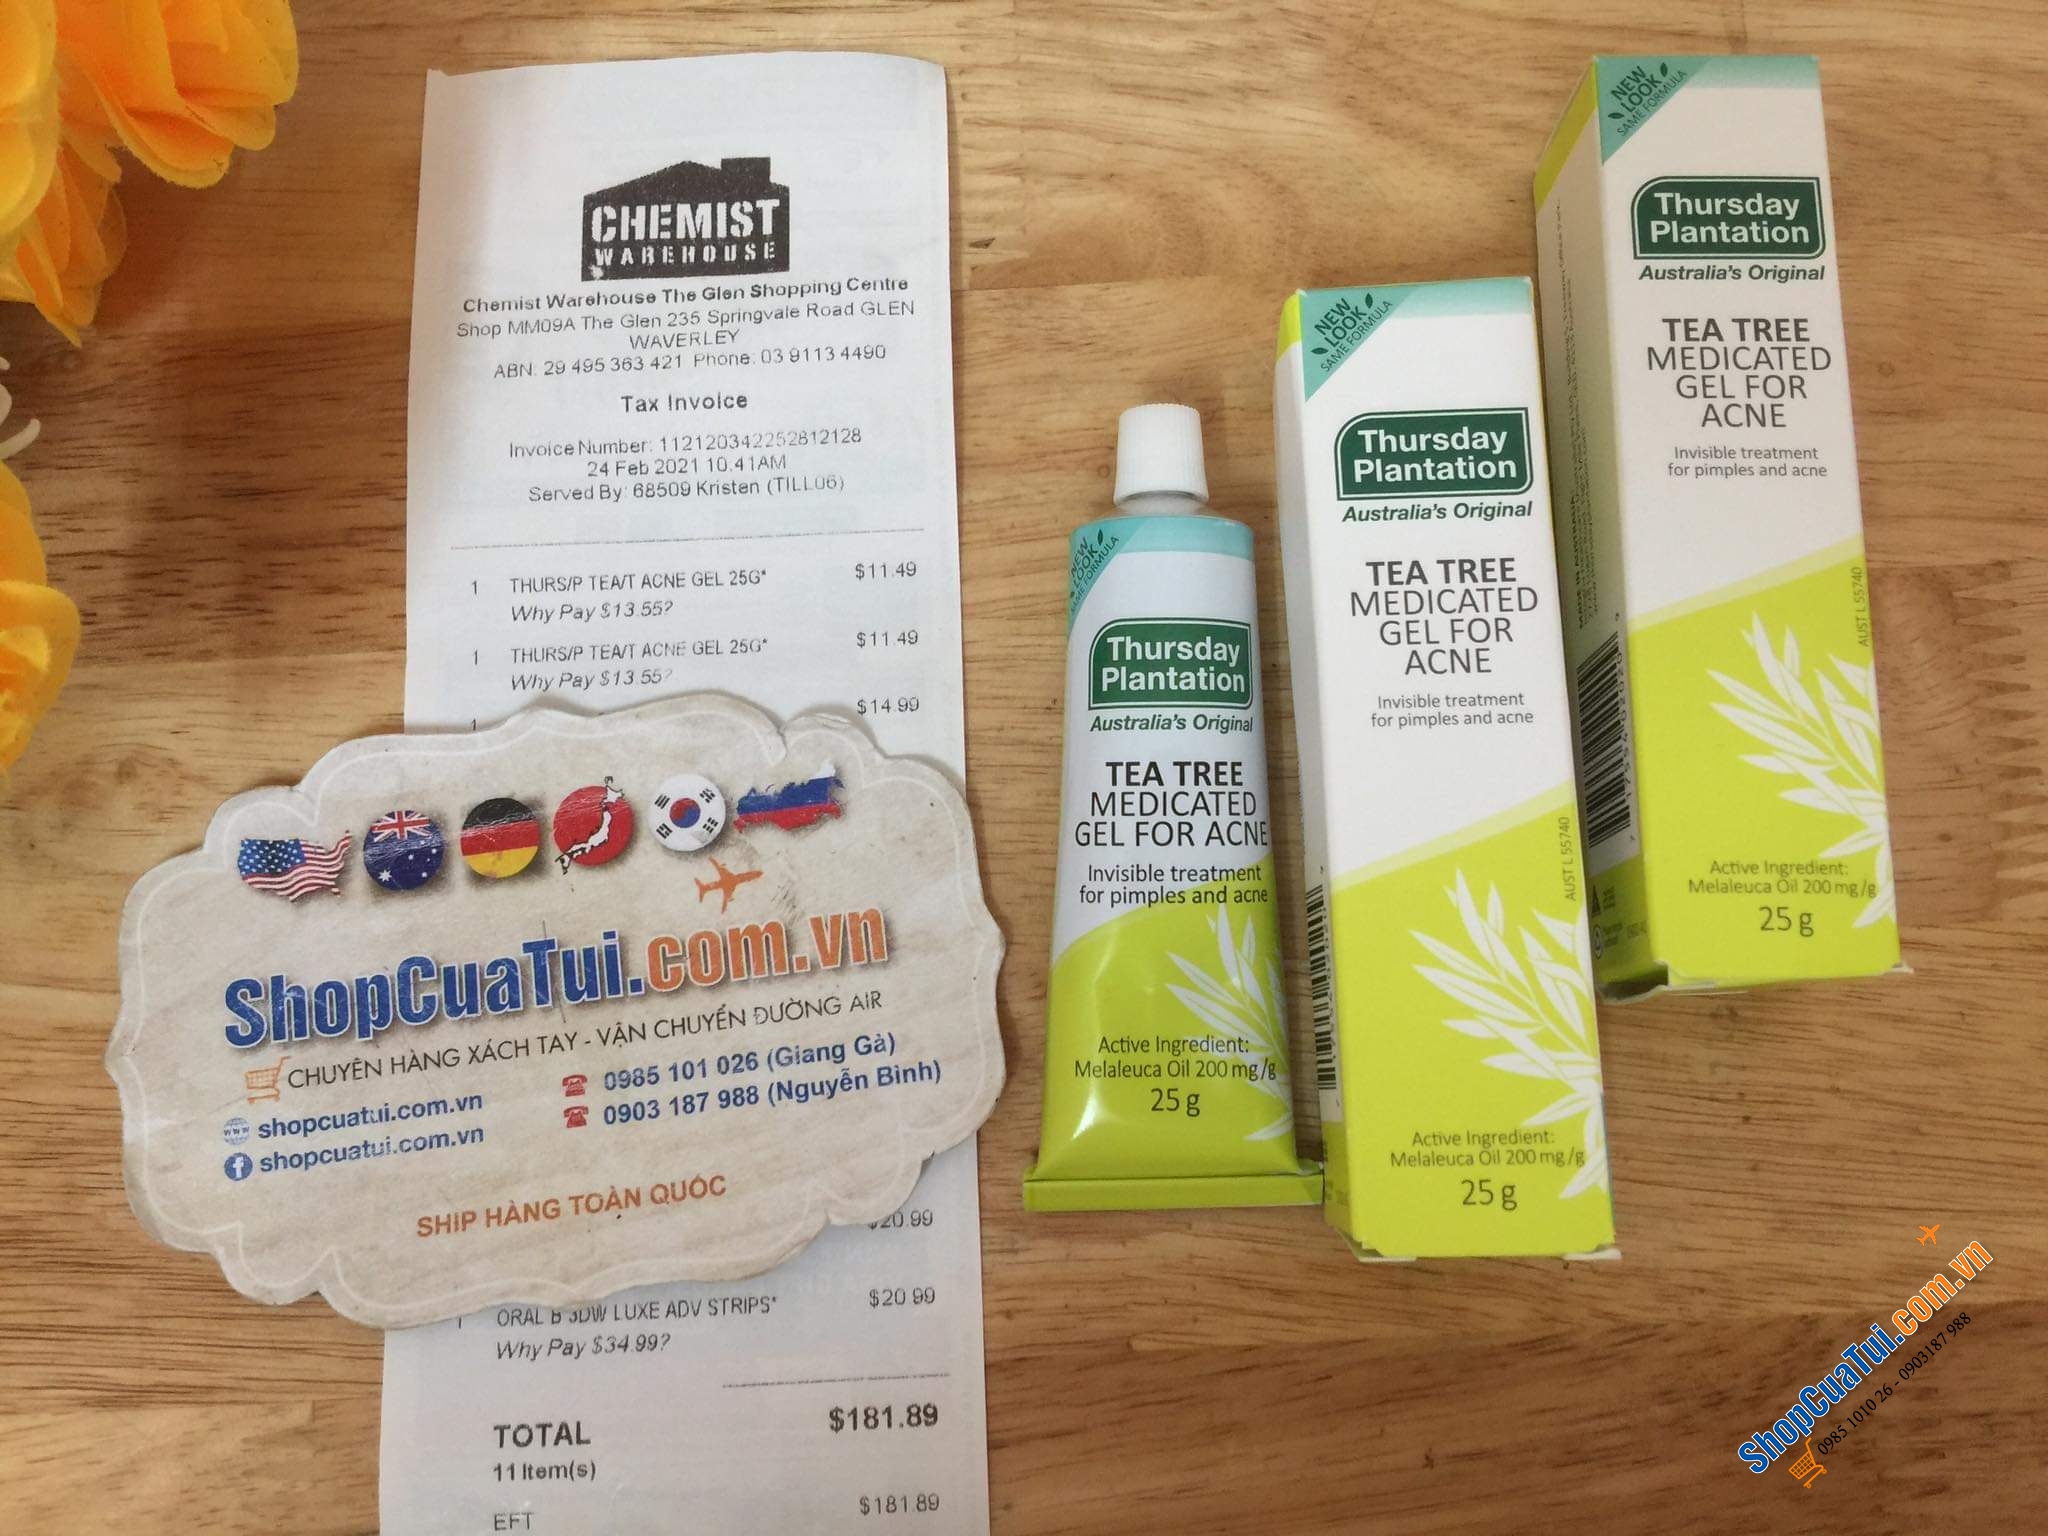 CHEMIST
WAREHOUSE
Chemist Warehouse The Glen Shopping Centre
Shop MM09A The Glen 235 Springvale Road GLEN
WAVERLEY
ABN: 29 495 363 421 Phone: 03 9113 4490
Tax Invoice
Invoice Number: 112120342252812128
24 Feb 2021 10.41AM
Served By: 68509 Kristen (TILL06)
1 THURS/P TEA/T ACNE GEL 25G* $11.49
Why Pay $13.55?
1 THURS/P TEA/T ACNE GEL 25G* $11.49
Why Pay $13.55?
1 $14.99
ShopCuaTui.com.vn
CHUYÊN HÀNG XÁCH TAY - VẬN CHUYỂN ĐƯỜNG AIR
0985 101 026 (Giang Gà)
0903 187 988 (Nguyễn Bình)
www shopcuatui.com.vn
f shopcuatui.com.vn
SHIP HÀNG TOÀN QUỐC
$20.99
1 ORAL B 3DW LUXE ADV STRIPS* $20.99
Why Pay $34.99?
TOTAL $181.89
11 Item(s)
EFT $181.89
NEW
LOOK
SAME FORMULA
Thursday
Plantation
Australia's Original
TEA TREE
MEDICATED
GEL FOR ACNE
Invisible treatment
for pimples and acne
Active Ingredient:
Melaleuca Oil 200 mg/g
25 g
NEW
LOOK
SAME FORMULA
Thursday
Plantation
Australia's Original
TEA TREE
MEDICATED
GEL FOR
ACNE
Invisible treatment
for pimples and acne
AUST L 55740
Active Ingredient:
Melaleuca Oil 200 mg/g
25 g
NEW
LOOK
SAME FORMULA
Thursday
Plantation
Australia's Original
TEA TREE
MEDICATED
GEL FOR
ACNE
Invisible treatment
for pimples and acne
AUST L 55740
Active Ingredient:
Melaleuca Oil 200 mg/g
25 g
ShopCuaTui.com.vn
0985 1010 26 - 0903187 988